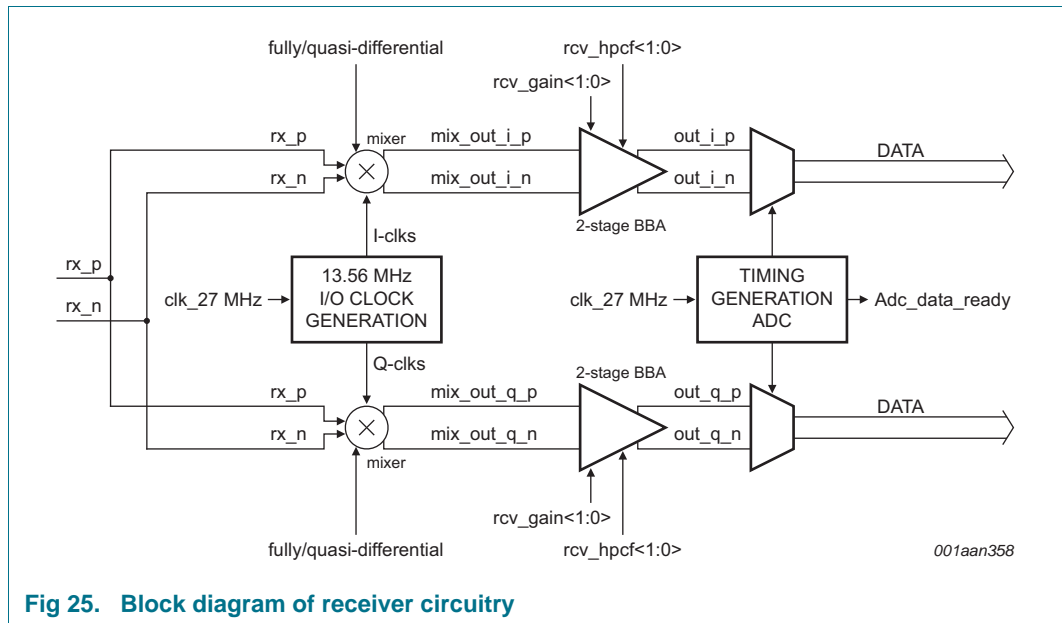 fully/quasi-differential
rcv_hpcf<1:0>
rcv_gain<1:0>
rx_p
mixer
mix_out_i_p
out_i_p
DATA
rx_n
mix_out_i_n
out_i_n
2-stage BBA
I-clks
rx_p
clk_27 MHz
13.56 MHz
I/O CLOCK
GENERATION
clk_27 MHz
TIMING
GENERATION
ADC
Adc_data_ready
rx_n
Q-clks
2-stage BBA
rx_p
mix_out_q_p
out_q_p
DATA
rx_n
mix_out_q_n
out_q_n
mixer
rcv_gain<1:0>
fully/quasi-differential
rcv_hpcf<1:0>
001aan358
Fig 25. Block diagram of receiver circuitry